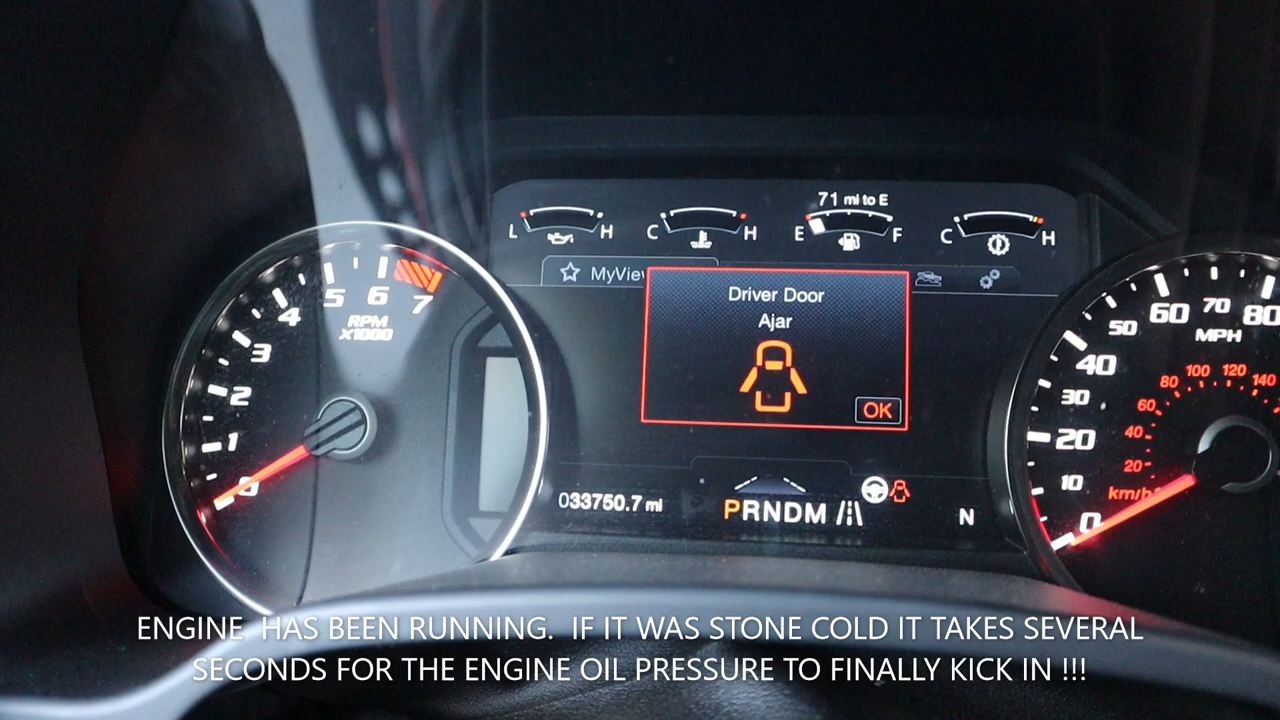 71 mi to E
L H C H E F C H
MyView
Driver Door
Ajar
OK
0 1 2 3 4 5 6 7
RPM
X1000
0 10 20 30 40 50 60 70 80
MPH
20 40 60 80 100 120 140
km/h
033750.7 mi
PRNDM
N
ENGINE HAS BEEN RUNNING. IF IT WAS STONE COLD IT TAKES SEVERAL
SECONDS FOR THE ENGINE OIL PRESSURE TO FINALLY KICK IN !!!